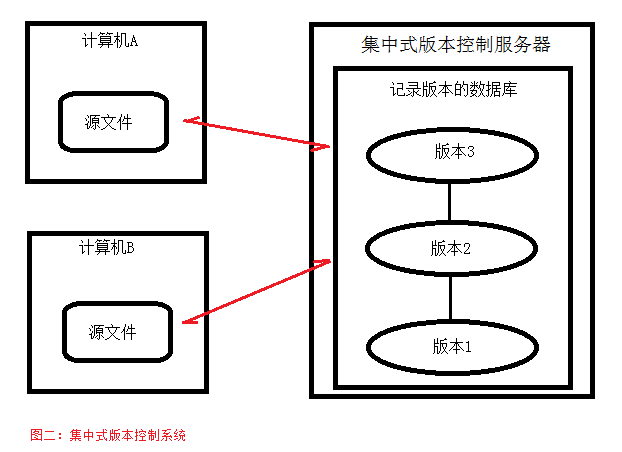 计算机A
源文件
集中式版本控制服务器
记录版本的数据库
版本3
版本2
版本1
计算机B
源文件
图二：集中式版本控制系统